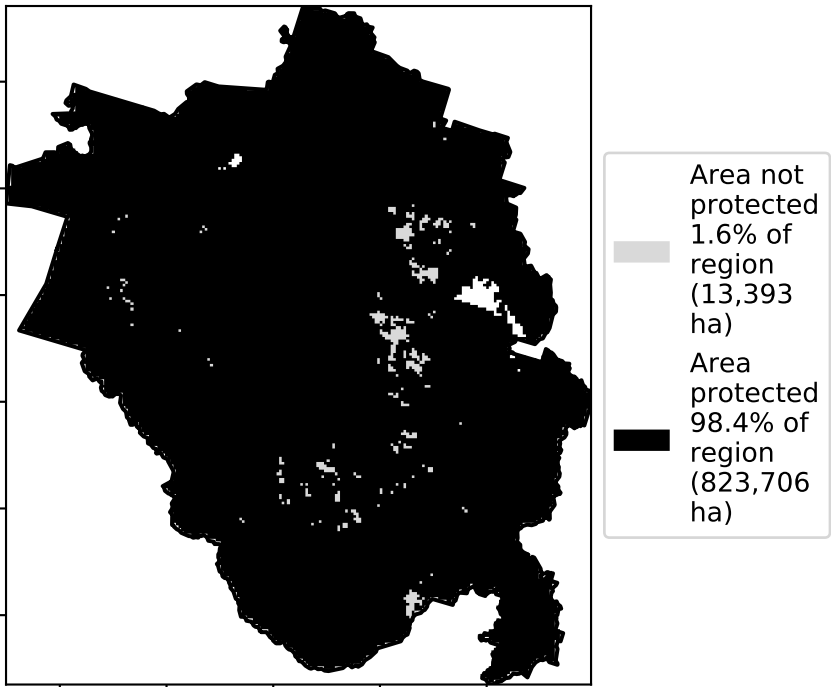 Area not
protected
1.6% of
region
(13,393
ha)
Area
protected
98.4% of
region
(823,706
ha)